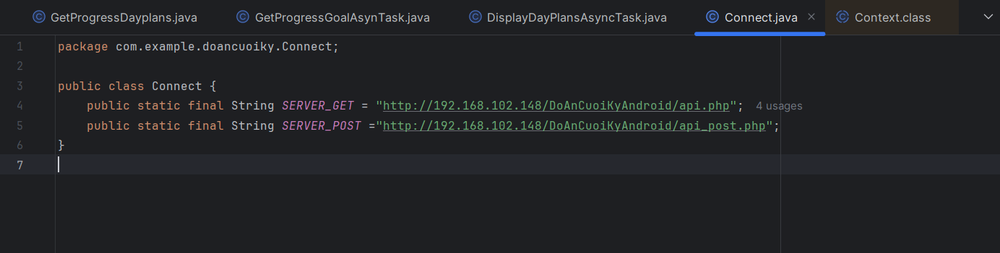 GetProgressDayplans.java GetProgressGoalAsynTask.java DisplayDayPlansAsyncTask.java Connect.java Context.class
1 package com.example.doancuoiky.Connect;
2
3 public class Connect {
4 public static final String SERVER_GET = "http://192.168.102.148/DoAnCuoiKyAndroid/api.php"; 4 usages
5 public static final String SERVER_POST ="http://192.168.102.148/DoAnCuoiKyAndroid/api_post.php";
6 }
7